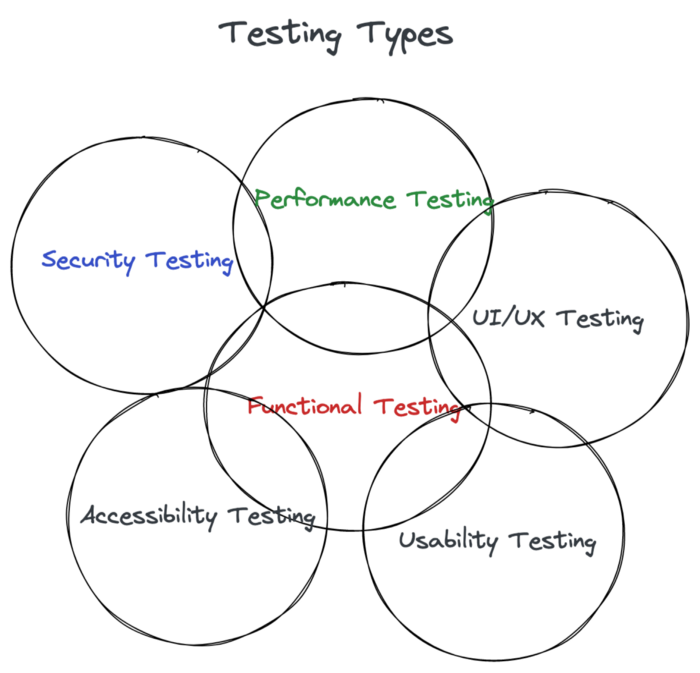 Testing Types
Performance Testing
Security Testing
UI/UX Testing
Functional Testing
Accessibility Testing
Usability Testing